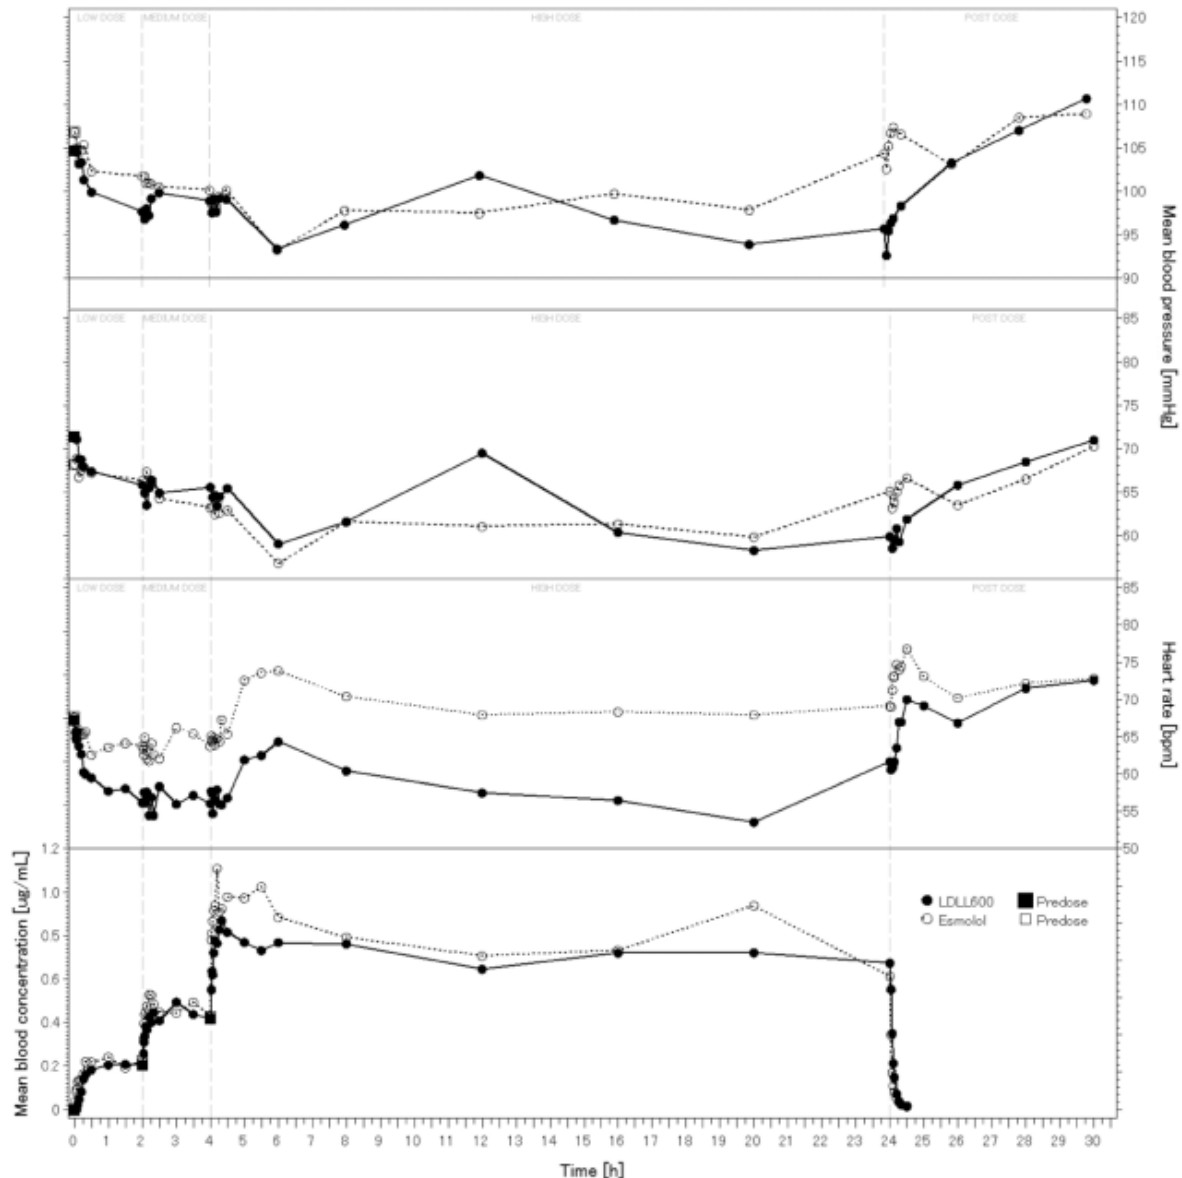 LOW DOSE MEDIUM DOSE HIGH DOSE POST DOSE
120
115
110
105
100
95
90
Mean blood pressure [mmHg]
LOW DOSE MEDIUM DOSE HIGH DOSE POST DOSE
85
80
75
70
65
60
LOW DOSE MEDIUM DOSE HIGH DOSE POST DOSE
85
80
75
70
65
60
55
50
Heart rate [bpm]
Mean blood concentration [ug/mL]
1.2
1.0
0.5
0.6
0.4
0.2
0
LDLL600 Predose
Esmolol Predose
0 1 2 3 4 5 6 7 8 9 10 11 12 13 14 15 16 17 18 19 20 21 22 23 24 25 26 27 28 29 30
Time [h]